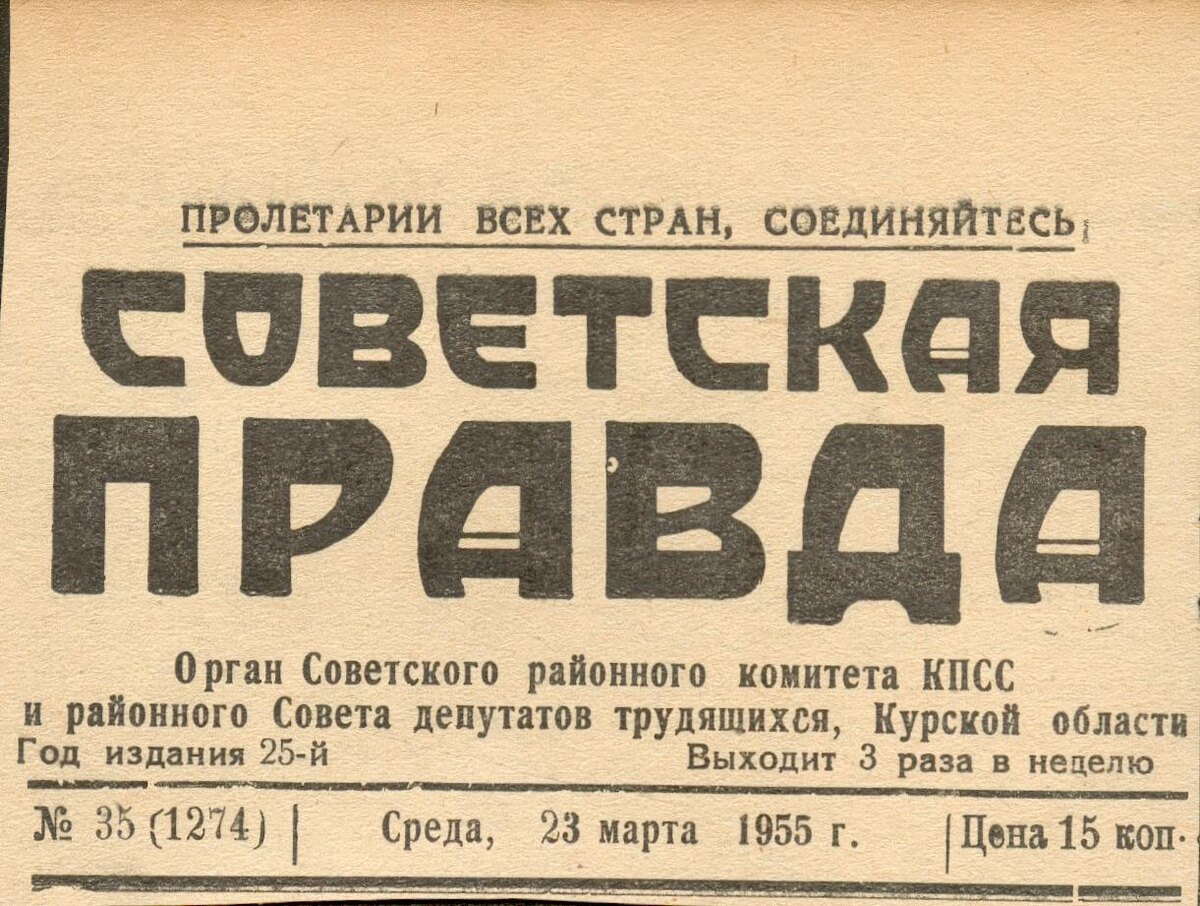 ПРОЛЕТАРИИ ВСЕХ СТРАН, СОЕДИНЯЙТЕСЬ!
СОВЕТСКАЯ
ПРАВДА
Орган Советского районного комитета КПСС
и районного Совета депутатов трудящихся, Курской области
Год издания 25-й Выходит 3 раза в неделю
№ 35 (1274) | Среда, 23 марта 1955 г. | Цена 15 коп.